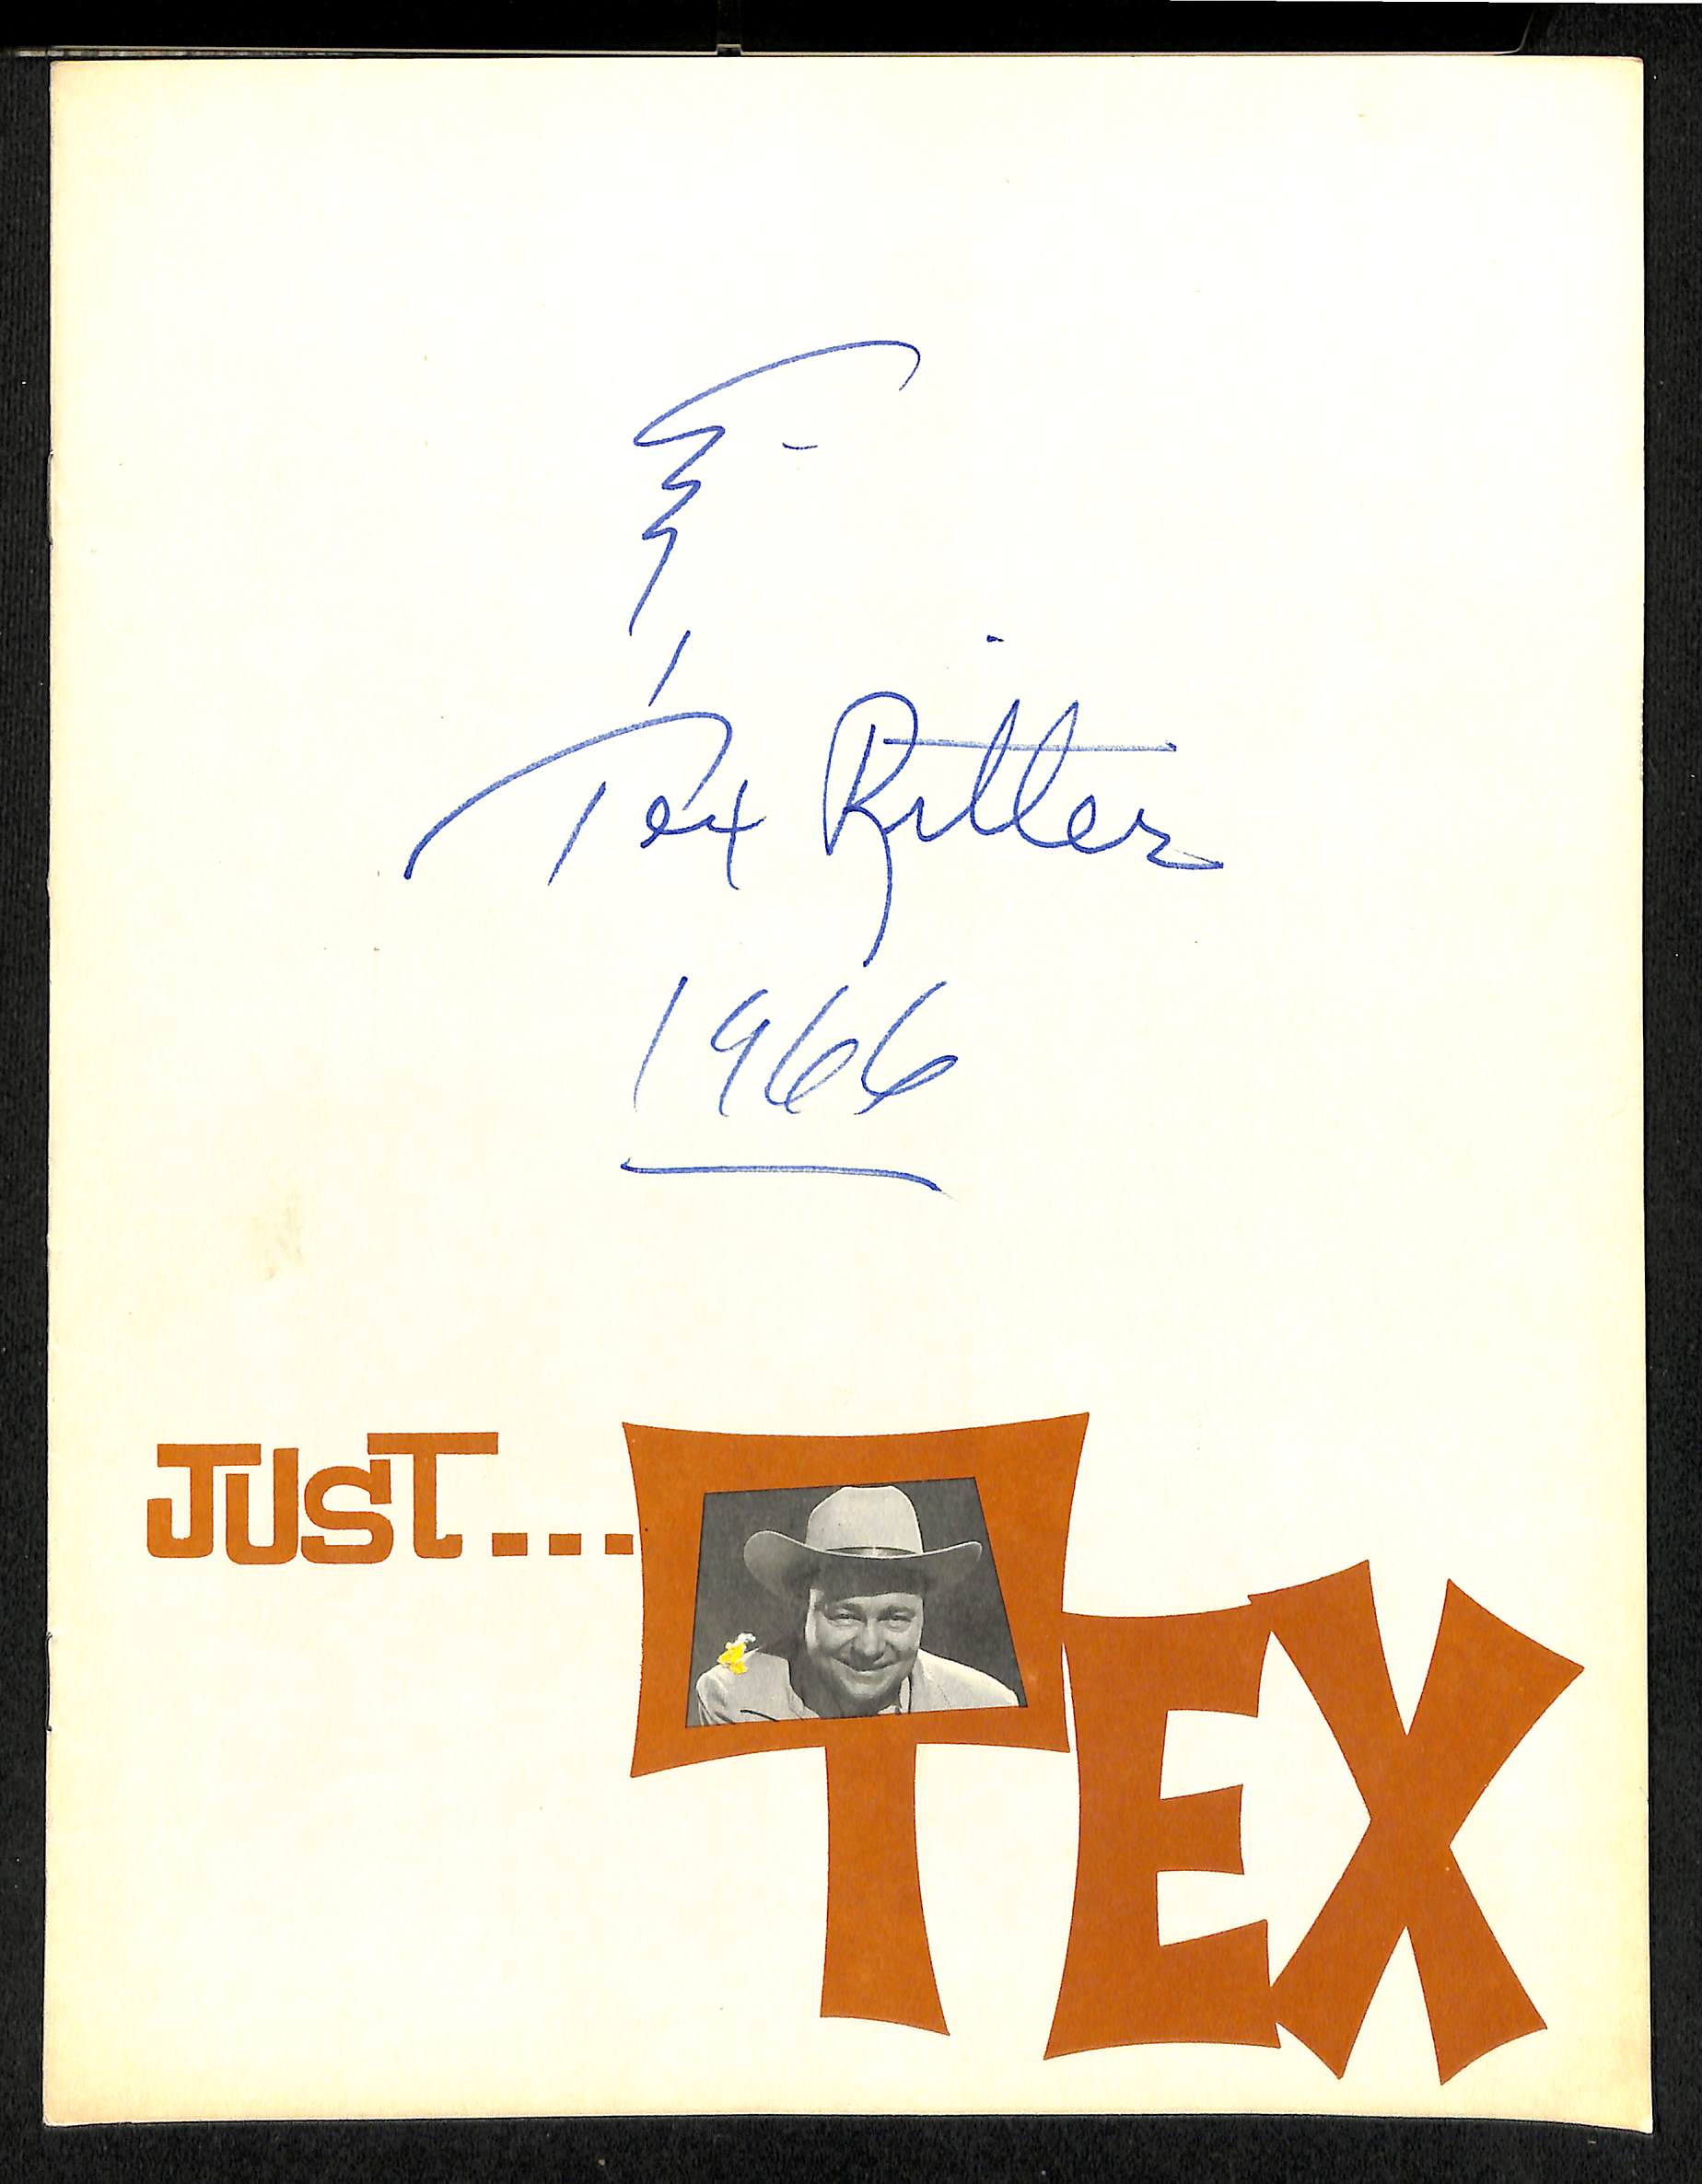 Tex Ritter
1966
JUST...
TEX